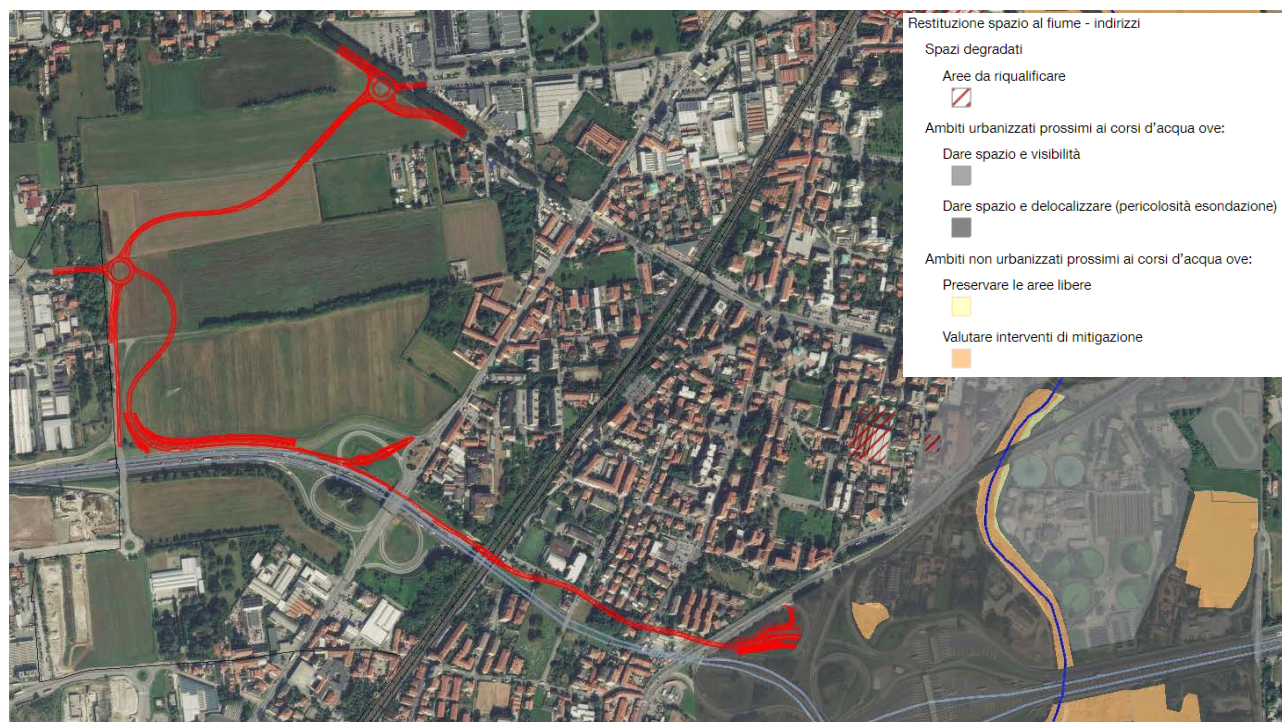 Restituzione spazio al fiume - indirizzi
Spazi degradati
Aree da riqualificare
Ambiti urbanizzati prossimi ai corsi d'acqua ove:
Dare spazio e visibilità
Dare spazio e delocalizzare (pericolosità esondazione)
Ambiti non urbanizzati prossimi ai corsi d'acqua ove:
Preservare le aree libere
Valutare interventi di mitigazione